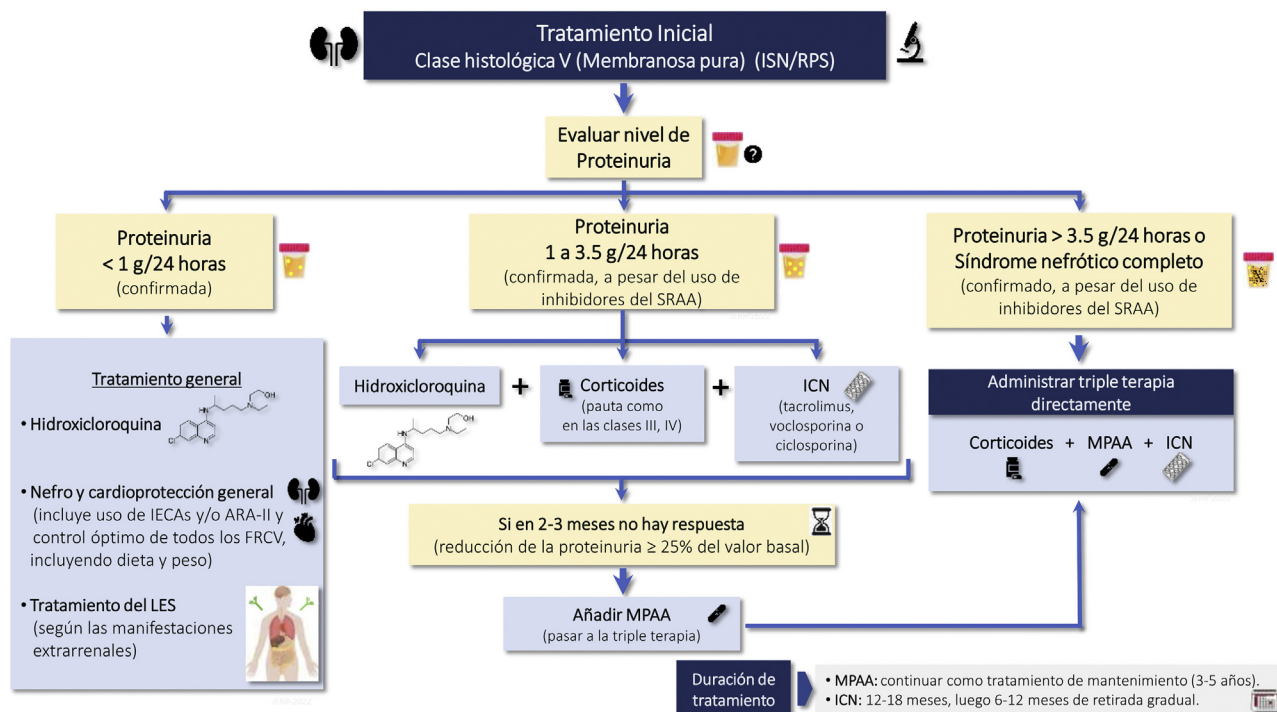 Tratamiento Inicial
Clase histológica V (Membranosa pura) (ISN/RPS)
Evaluar nivel de
Proteinuria
?
Proteinuria
< 1 g/24 horas
(confirmada)
Proteinuria
1 a 3.5 g/24 horas
(confirmada, a pesar del uso de
inhibidores del SRAA)
Proteinuria > 3.5 g/24 horas o
Síndrome nefrótico completo
(confirmado, a pesar del uso de
inhibidores del SRAA)
Tratamiento general
• Hidroxicloroquina
• Nefro y cardioprotección general
(incluye uso de IECAs y/o ARA-II y
control óptimo de todos los FRCV,
incluyendo dieta y peso)
• Tratamiento del LES
(según las manifestaciones
extrarrenales)
Hidroxicloroquina
+
Corticoides
(pauta como
en las clases III, IV)
+
ICN
(tacrolimus,
voclosporina o
ciclosporina)
Si en 2-3 meses no hay respuesta
(reducción de la proteinuria ≥ 25% del valor basal)
Añadir MPAA
(pasar a la triple terapia)
Administrar triple terapia
directamente
Corticoides + MPAA + ICN
Duración de
tratamiento
• MPAA: continuar como tratamiento de mantenimiento (3-5 años).
• ICN: 12-18 meses, luego 6-12 meses de retirada gradual.